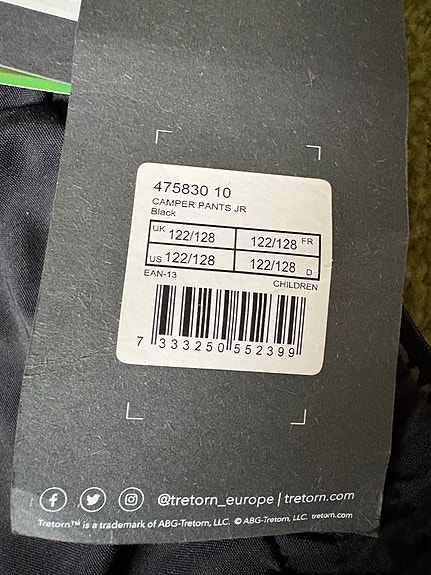 475830 10
CAMPER PANTS JR
Black
UK 122/128 122/128 FR
US 122/128 122/128 D
EAN-13 CHILDREN
7 333250 552399
@tretorn_europe | tretorn.com
Tretorn™ is a trademark of ABG-Tretorn, LLC. © ABG-Tretorn, LLC. tretorn.com